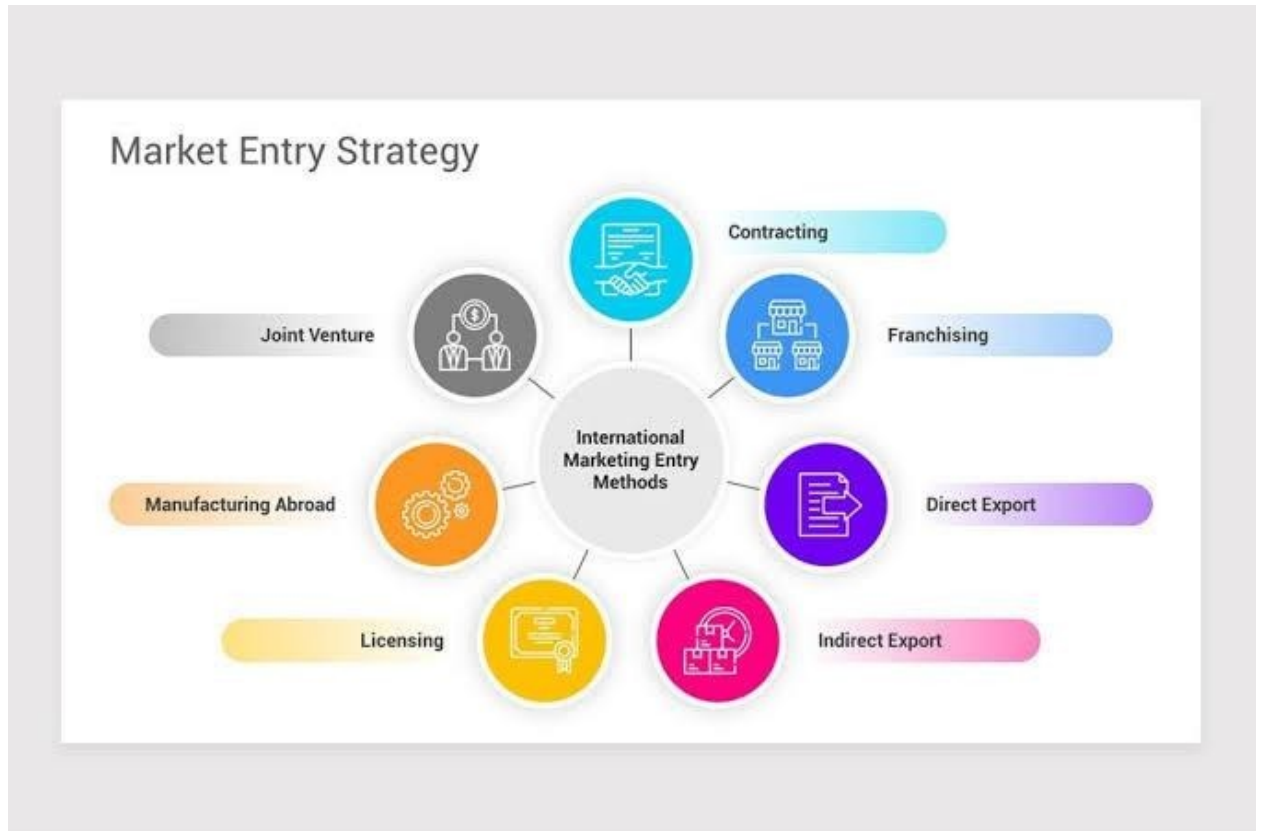 Market Entry Strategy
Contracting
Joint Venture
Franchising
International
Marketing Entry
Methods
Manufacturing Abroad
Direct Export
Licensing
Indirect Export